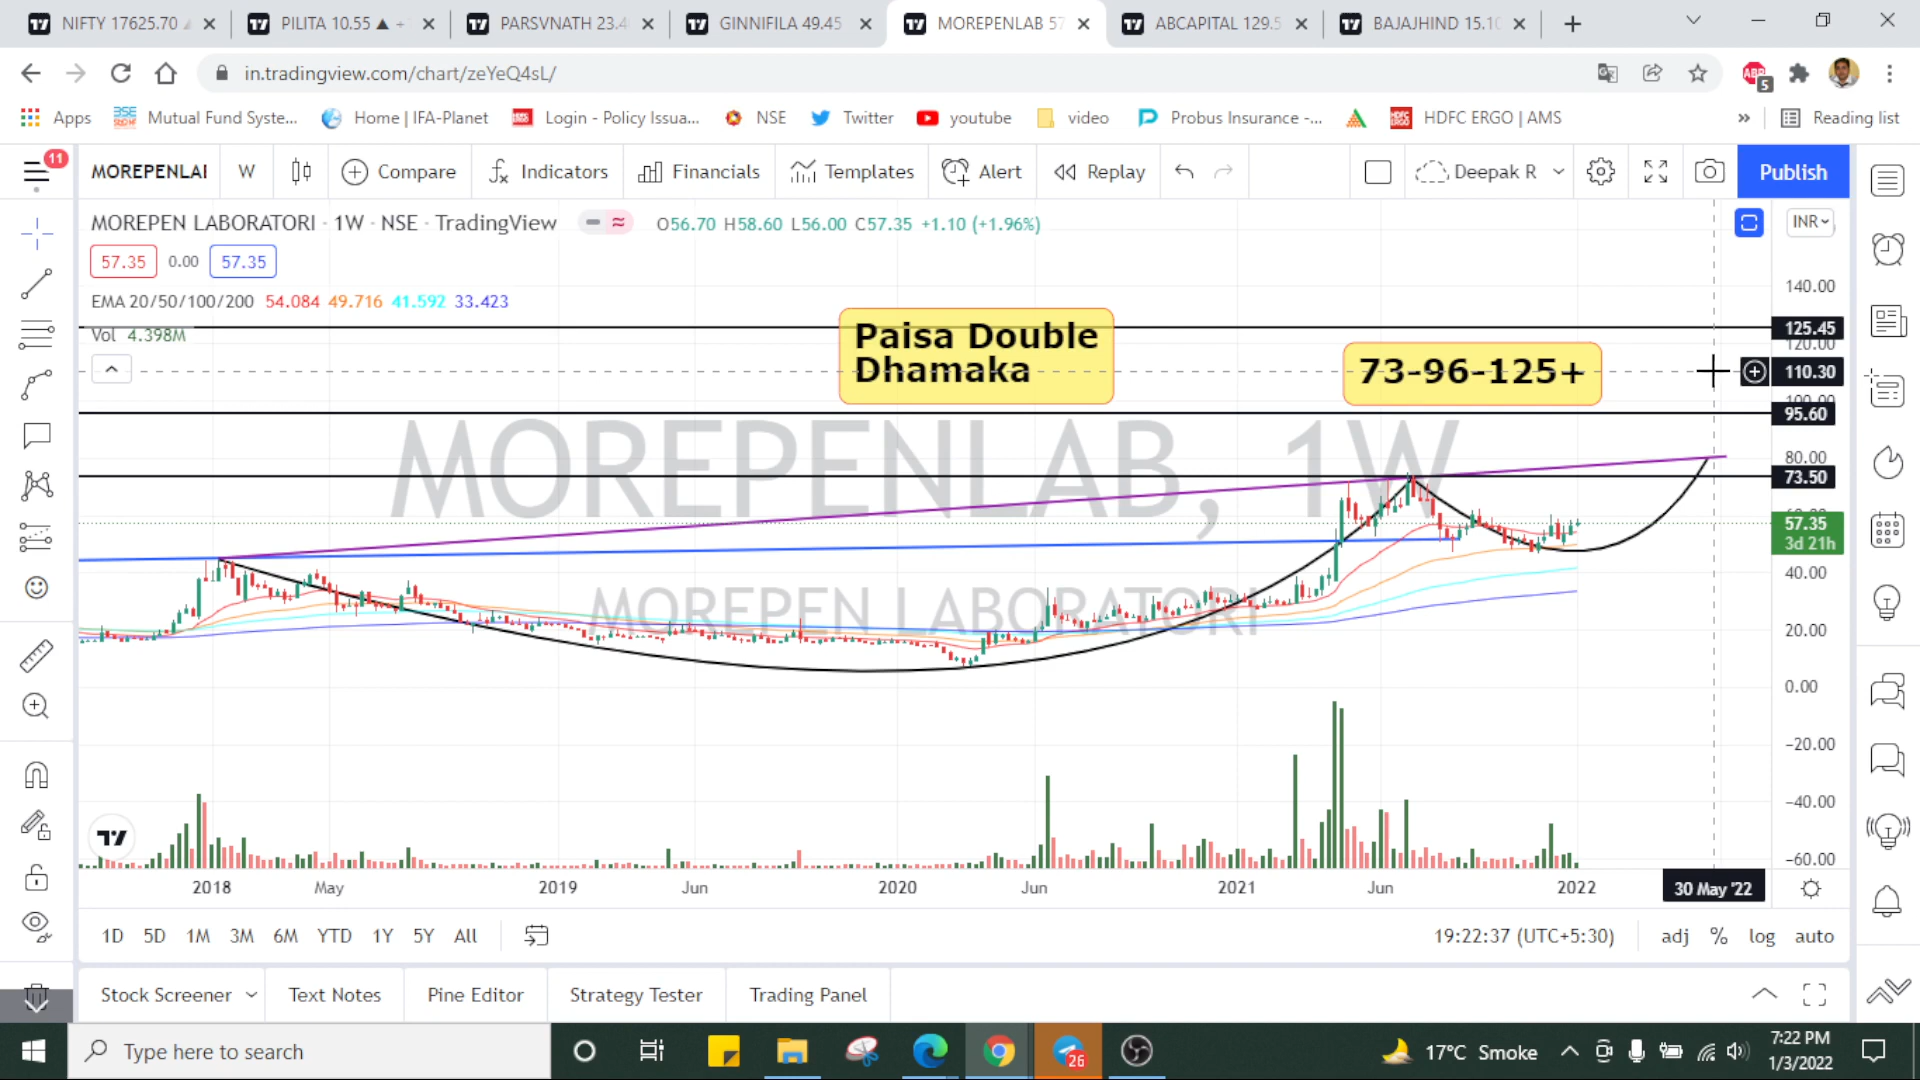 NIFTY 17625.70
PILITA 10.55 ▲ +
PARSVNATH 23.4
GINNIFILA 49.45
MOREPENLAB 57
ABCAPITAL 129.5
BAJAJHIND 15.10
in.tradingview.com/chart/zeYeQ4sL/
ABP
5
Apps
Mutual Fund Syste...
Home | IFA-Planet
Login - Policy Issua...
NSE
Twitter
youtube
video
Probus Insurance -...
HDFC ERGO | AMS
»
Reading list
11
MOREPENLAI
W
Compare
Indicators
Financials
Templates
Alert
Replay
Deepak R
Publish
MOREPEN LABORATORI · 1W · NSE · TradingView
O56.70 H58.60 L56.00 C57.35 +1.10 (+1.96%)
INR
57.35 0.00 57.35
EMA 20/50/100/200 54.084 49.716 41.592 33.423
Vol 4.398M
Paisa Double
Dhamaka
73-96-125+
MOREPENLAB, 1W
MOREPEN LABORATORI
140.00
125.45
120.00
110.30
100.00
95.60
80.00
73.50
57.35
3d 21h
40.00
20.00
0.00
-20.00
-40.00
-60.00
2018 May 2019 Jun 2020 Jun 2021 Jun 2022 30 May '22
1D 5D 1M 3M 6M YTD 1Y 5Y All
19:22:37 (UTC+5:30)
adj % log auto
Stock Screener
Text Notes
Pine Editor
Strategy Tester
Trading Panel
Type here to search
26
17°C Smoke
7:22 PM
1/3/2022